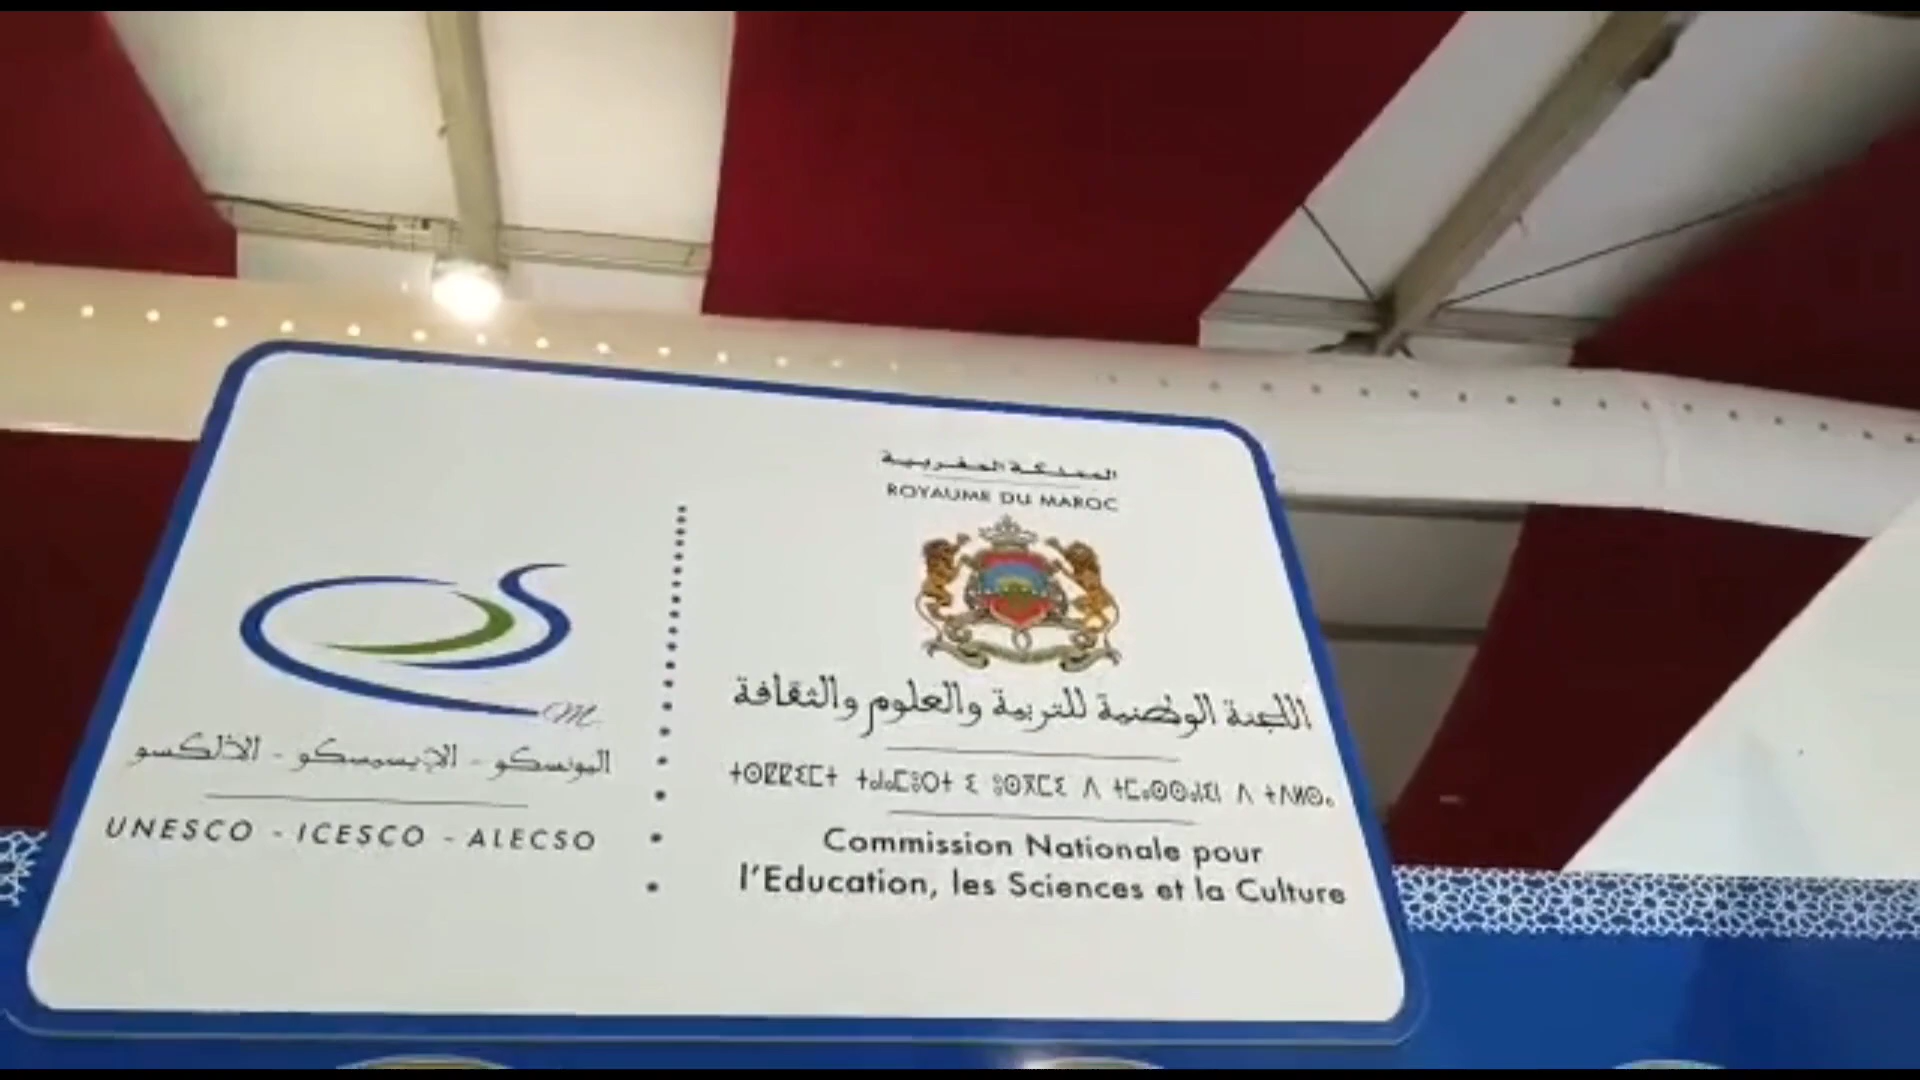 المملكة المغربية
ROYAUME DU MAROC
اللجنة الوطنية للتربية والعلوم والثقافة
Commission Nationale pour
l'Education, les Sciences et la Culture
اليونسكو - الإيسيسكو - الألكسو
UNESCO - ICESCO - ALECSO